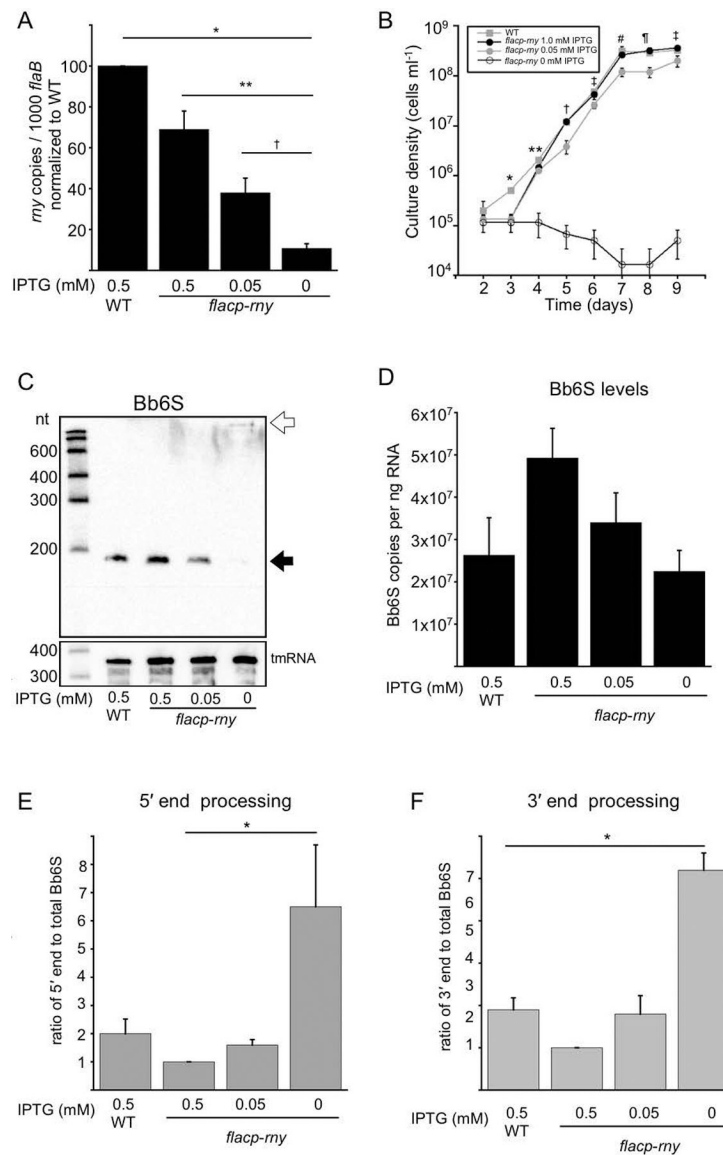 A
rny copies / 1000 flaB
normalized to WT
100
80
60
40
20
*
**
†
IPTG (mM) 0.5 0.5 0.05 0
WT flacp-rny
B
Culture density (cells ml⁻¹)
10⁹
10⁸
10⁷
10⁶
10⁵
10⁴
WT
flacp-rny 1.0 mM IPTG
flacp-rny 0.05 mM IPTG
flacp-rny 0 mM IPTG
* ** † ‡ # ¶ ‡
2 3 4 5 6 7 8 9
Time (days)
C
Bb6S
nt
600
400
300
200
400
300
tmRNA
IPTG (mM) 0.5 0.5 0.05 0
WT flacp-rny
D
Bb6S levels
Bb6S copies per ng RNA
6x10⁷
5x10⁷
4x10⁷
3x10⁷
2x10⁷
1x10⁷
IPTG (mM) 0.5 0.5 0.05 0
WT flacp-rny
E
5′ end processing
ratio of 5′ end to total Bb6S
8
7
6
5
4
3
2
1
*
IPTG (mM) 0.5 0.5 0.05 0
WT flacp-rny
F
3′ end processing
ratio of 3′ end to total Bb6S
7
7
3
2
2
1
*
IPTG (mM) 0.5 0.5 0.05 0
WT flacp-rny